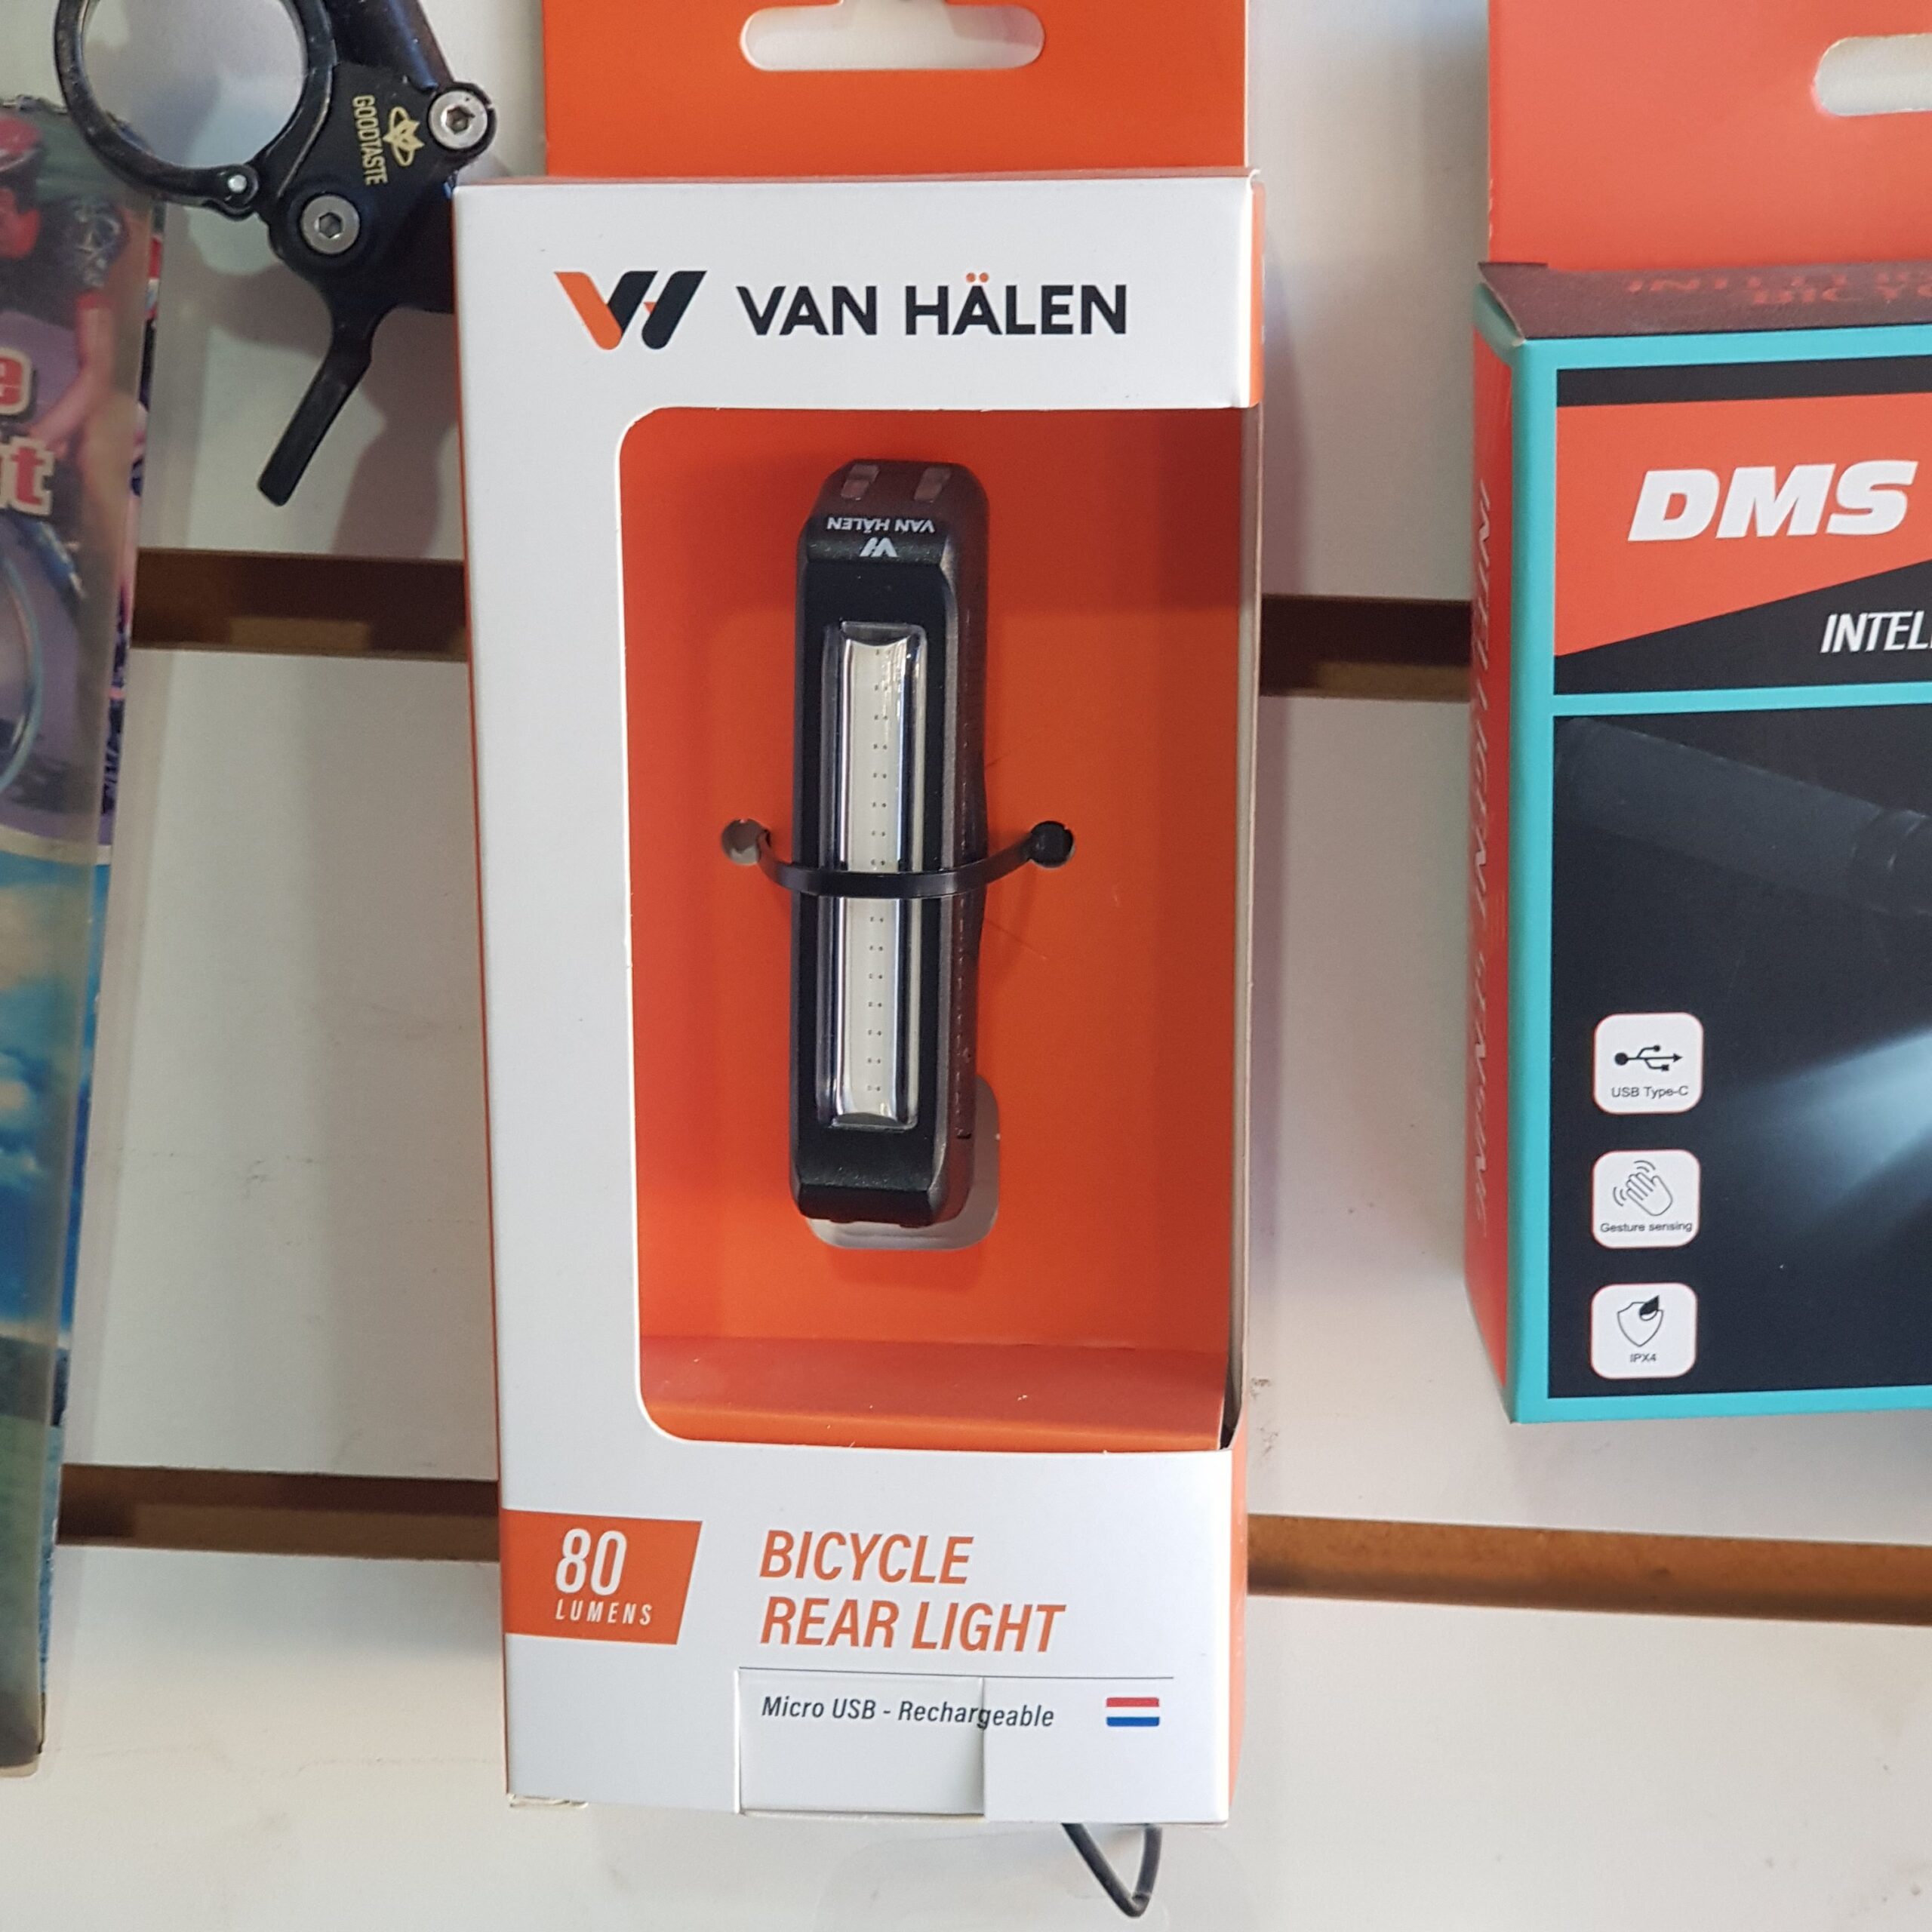 GOODTASTE
VAN HÄLEN
VAN HÄLEN
80
LUMENS
BICYCLE
REAR LIGHT
Micro USB - Rechargeable
DMS
USB Type-C
Gesture sensing
IPX4